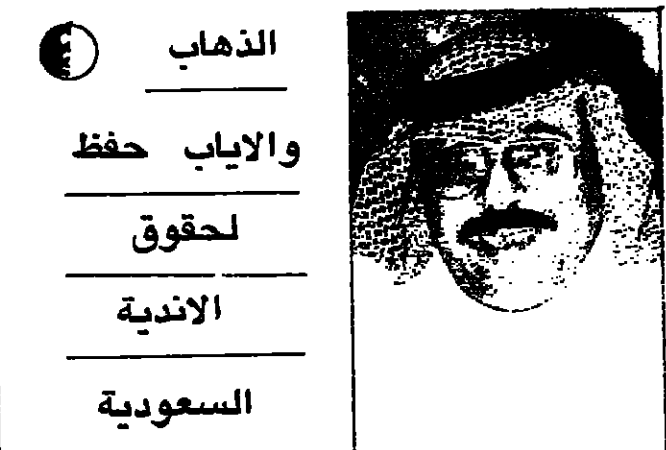 الذهاب
والاياب حفظ
لحقوق
الاندية
السعودية